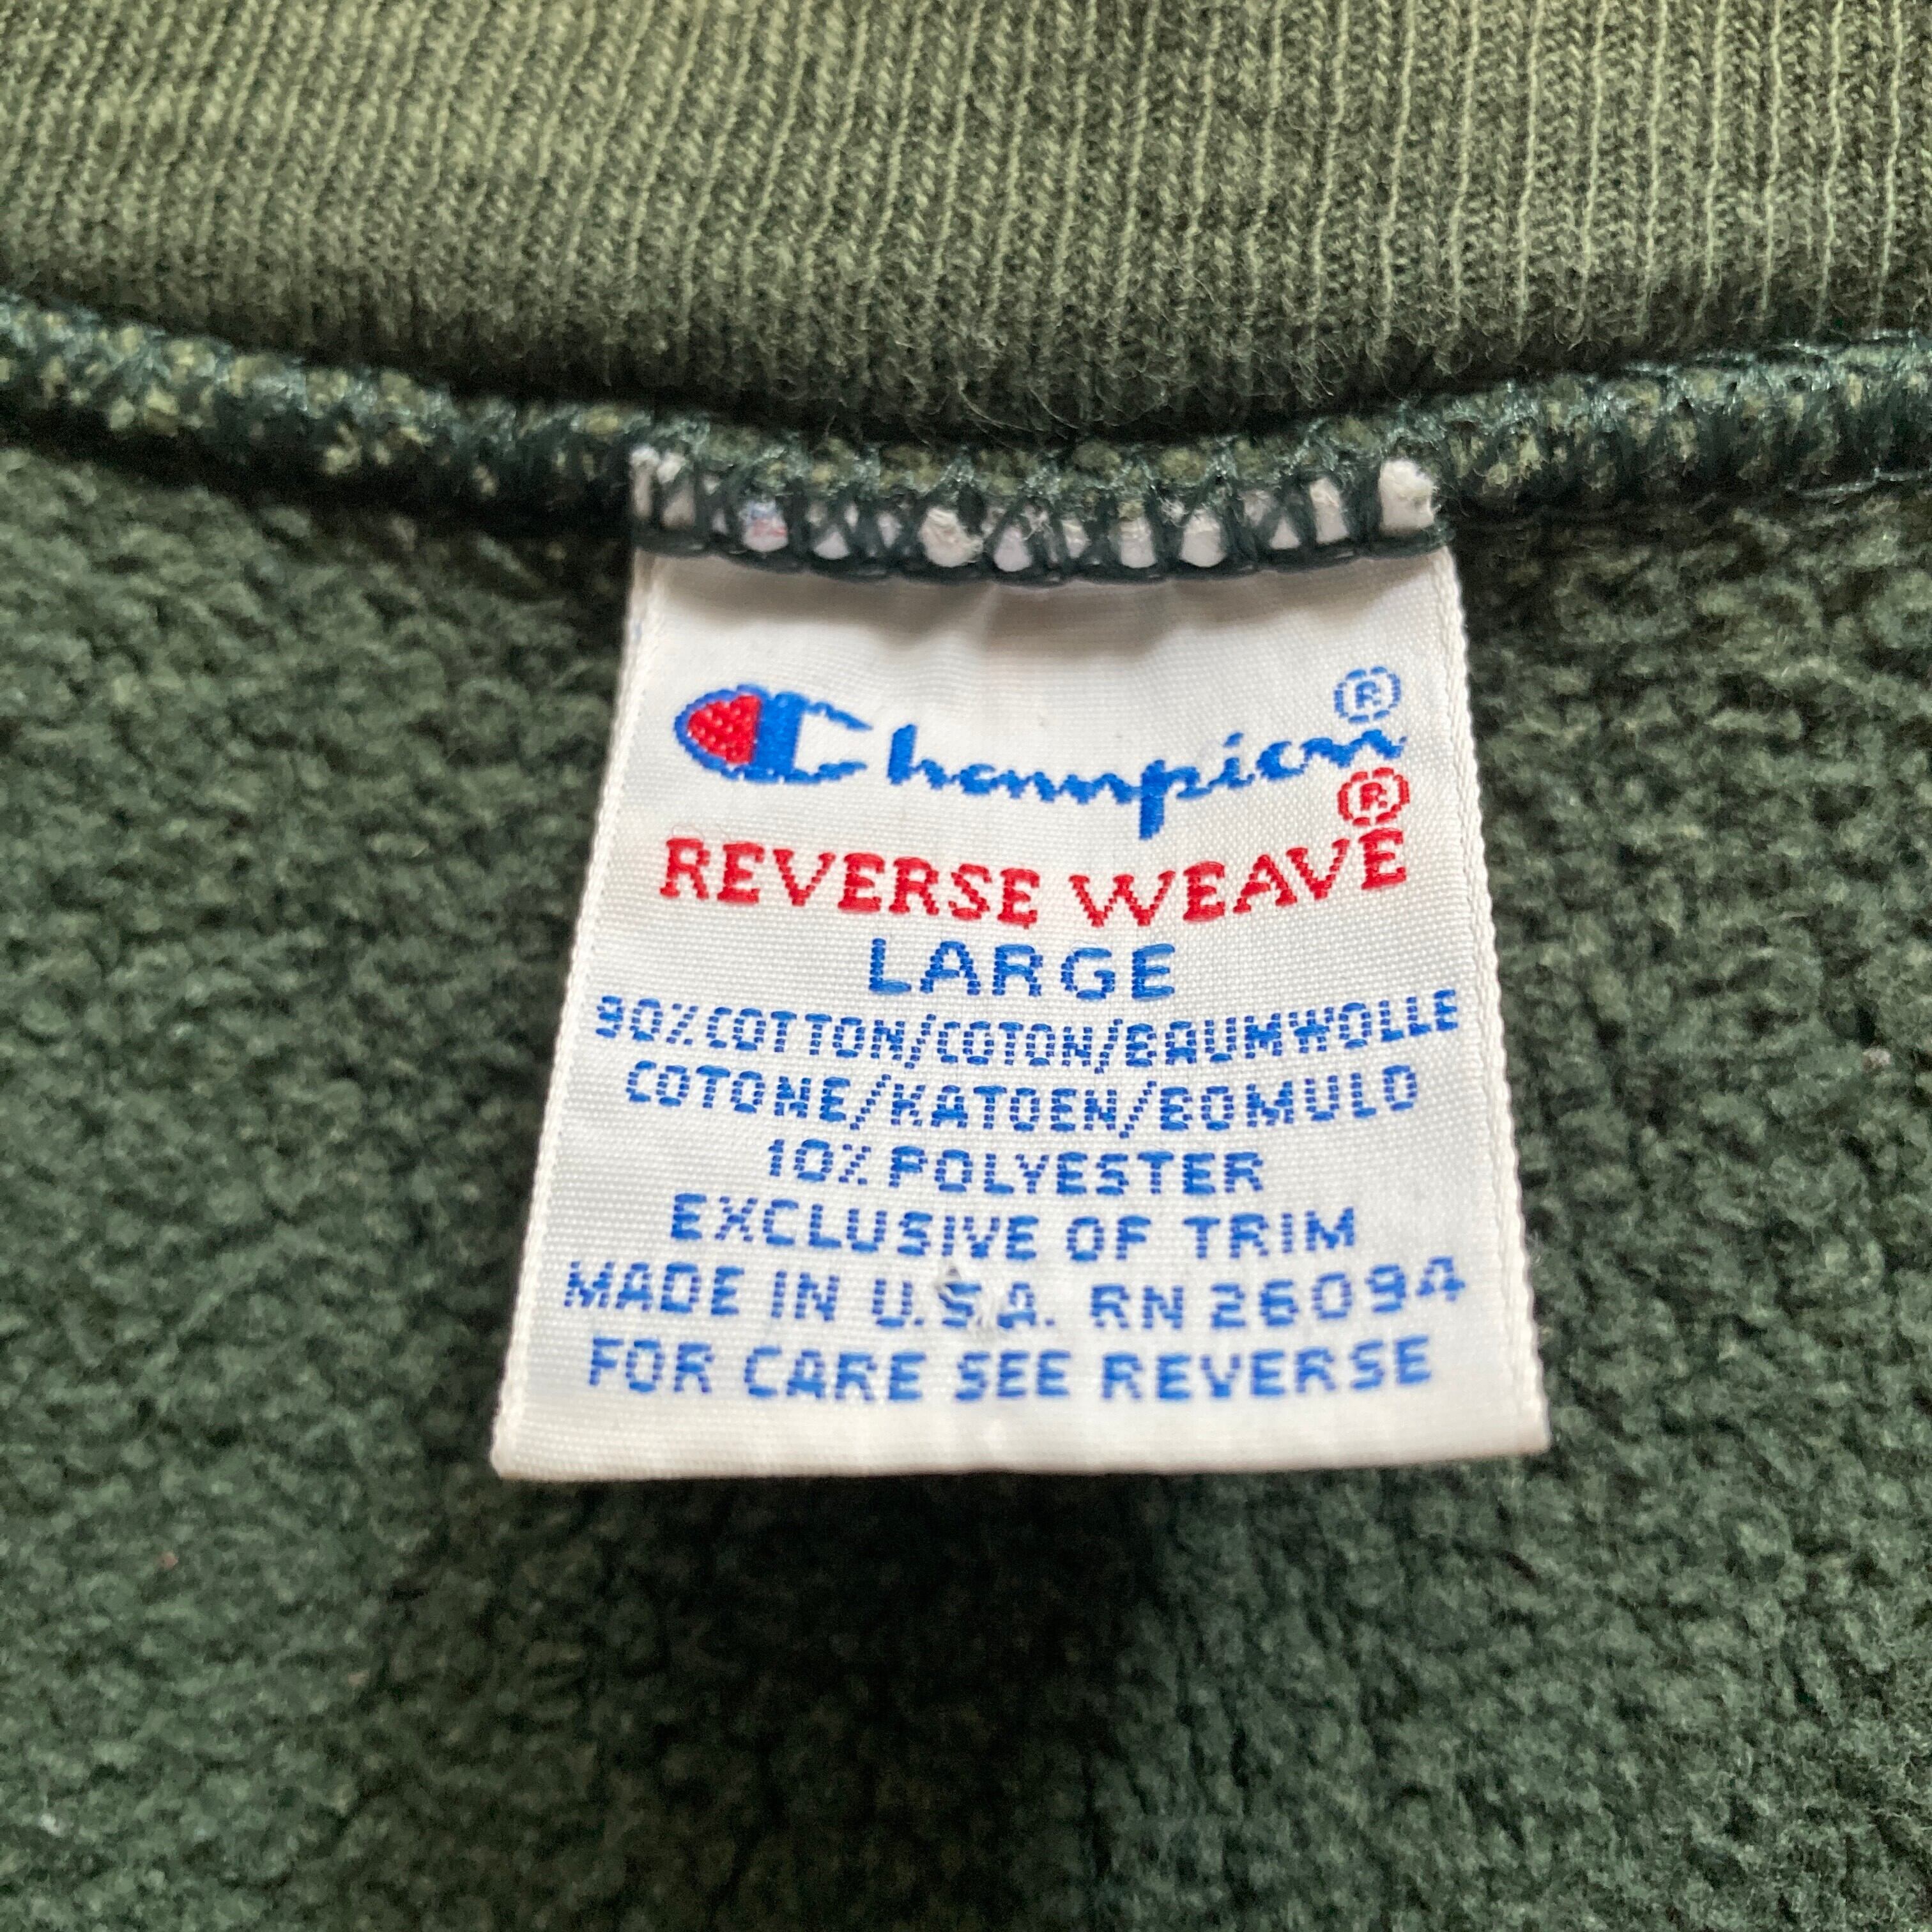 Champion®
REVERSE WEAVE®
LARGE
90% COTTON/COTON/BAUMWOLLE
COTONE/KATOEN/BOMULD
10% POLYESTER
EXCLUSIVE OF TRIM
MADE IN U.S.A. RN 26094
FOR CARE SEE REVERSE